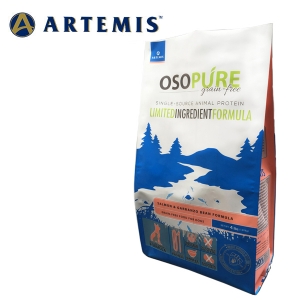 ARTEMIS
OSOPURE
grain-free
SINGLE-SOURCE ANIMAL PROTEIN
LIMITED INGREDIENT FORMULA
SALMON & GARBANZO BEAN FORMULA